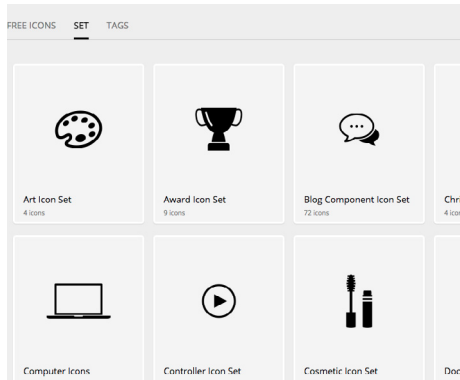 FREE ICONS SET TAGS
Art Icon Set
4 icons
Award Icon Set
9 icons
Blog Component Icon Set
72 icons
4
Computer Icons
Controller Icon Set
Cosmetic Icon Set